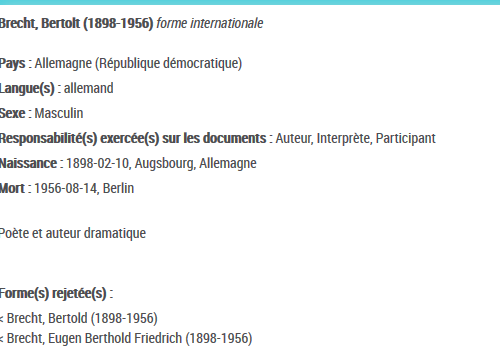 Brecht, Bertolt (1898-1956) forme internationale
Pays : Allemagne (République démocratique)
Langue(s) : allemand
Sexe : Masculin
Responsabilité(s) exercée(s) sur les documents : Auteur, Interprète, Participant
Naissance : 1898-02-10, Augsbourg, Allemagne
Mort : 1956-08-14, Berlin
Poète et auteur dramatique
Forme(s) rejetée(s) :
< Brecht, Bertold (1898-1956)
< Brecht, Eugen Berthold Friedrich (1898-1956)